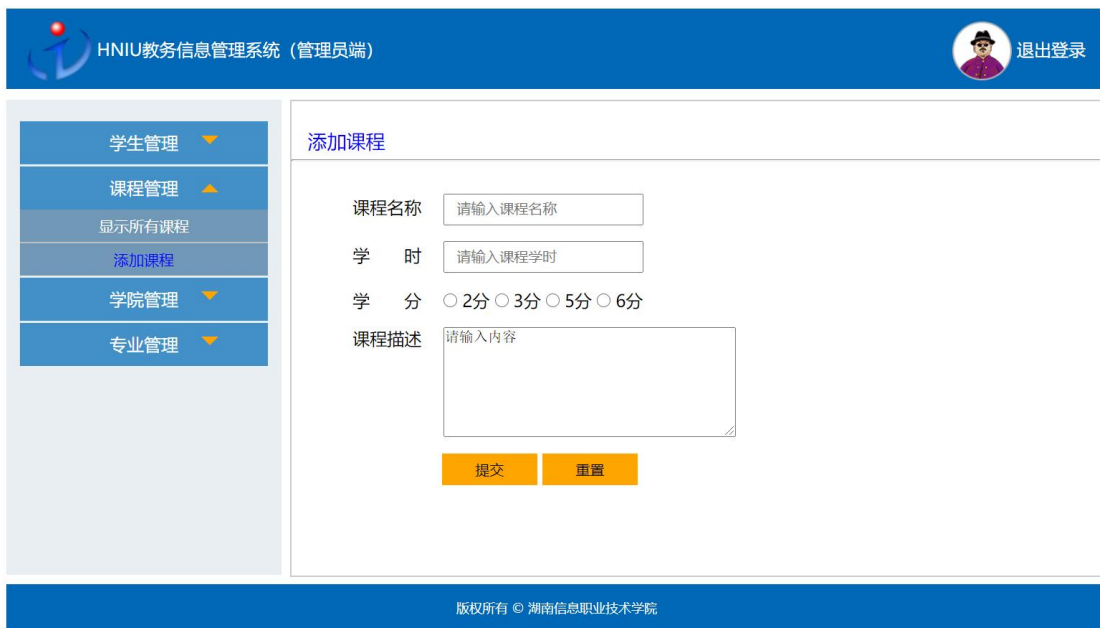 HNIU教务信息管理系统（管理员端）
退出登录
学生管理
课程管理
显示所有课程
添加课程
学院管理
专业管理
添加课程
课程名称 请输入课程名称
学 时 请输入课程学时
学 分 2分 3分 5分 6分
课程描述 请输入内容
提交 重置
版权所有 © 湖南信息职业技术学院